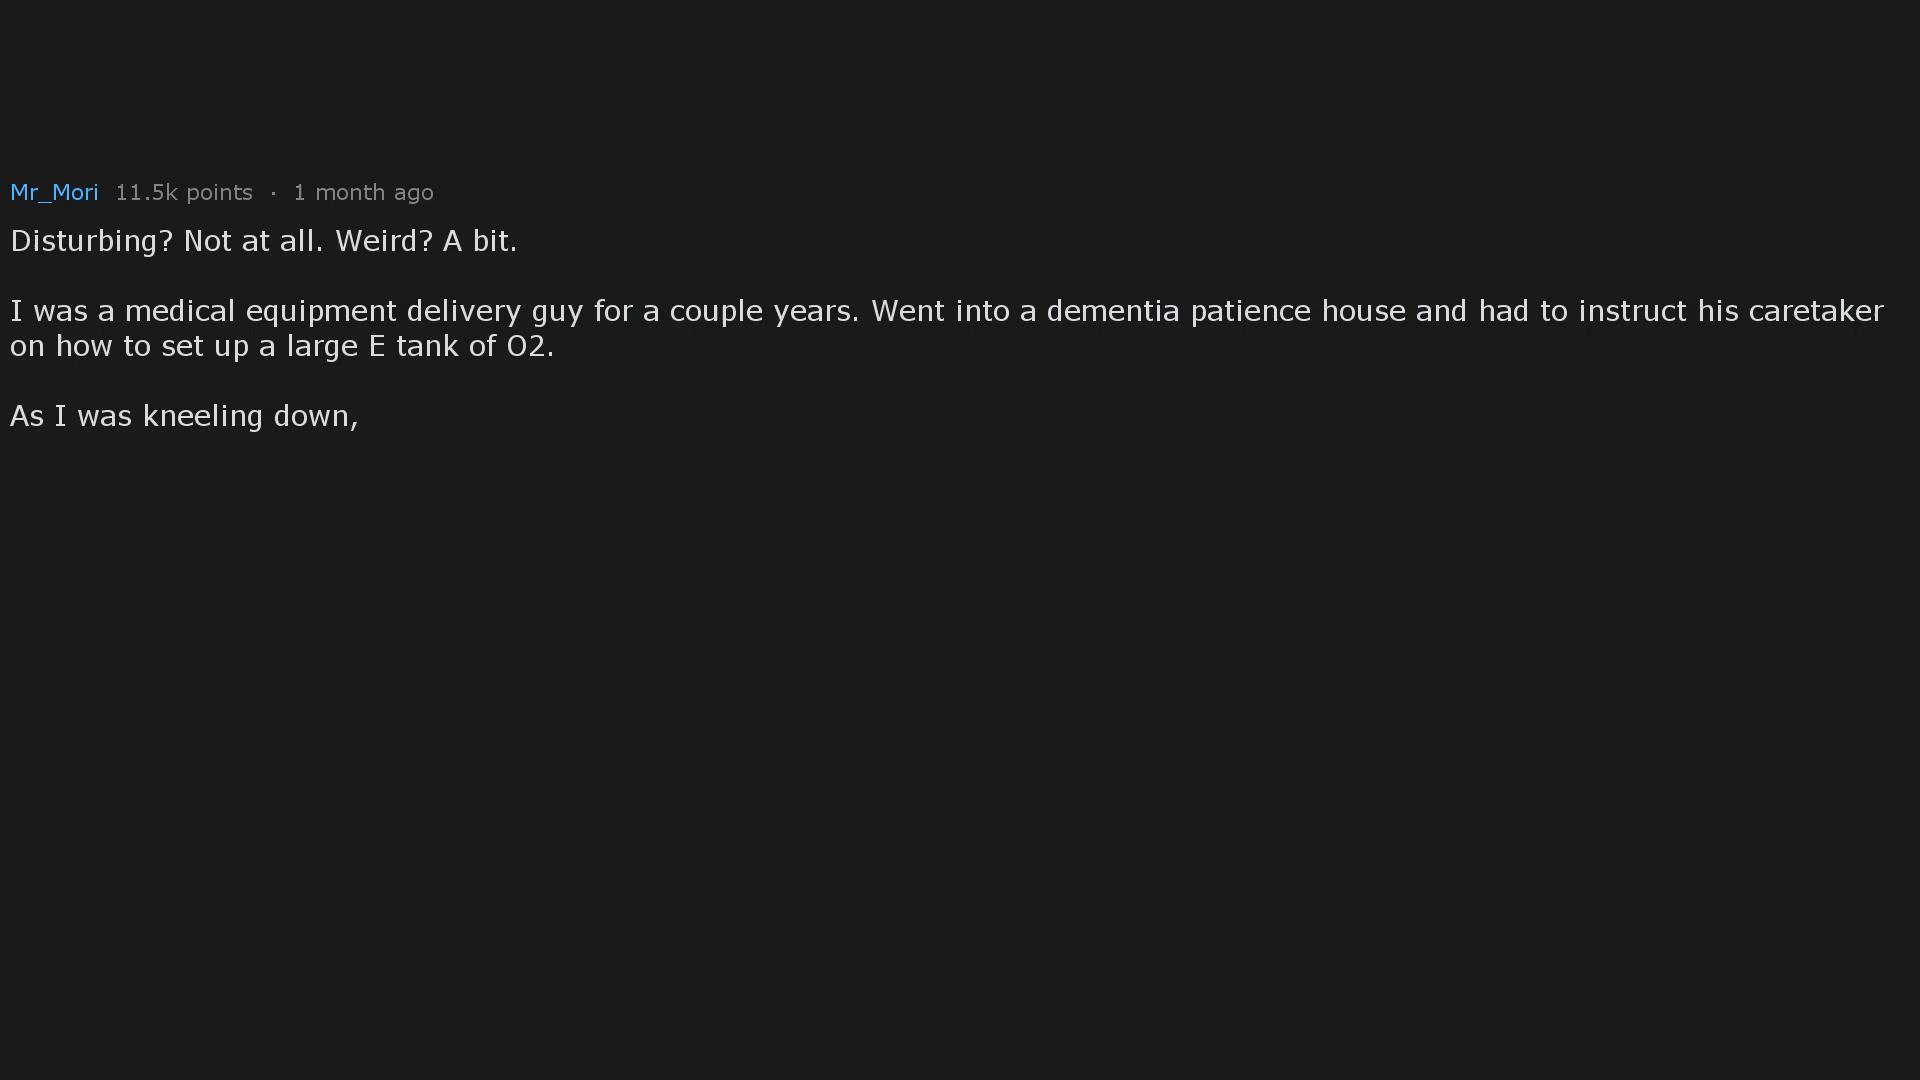 Mr_Mori 11.5k points · 1 month ago
Disturbing? Not at all. Weird? A bit.
I was a medical equipment delivery guy for a couple years. Went into a dementia patience house and had to instruct his caretaker
on how to set up a large E tank of O2.
As I was kneeling down,